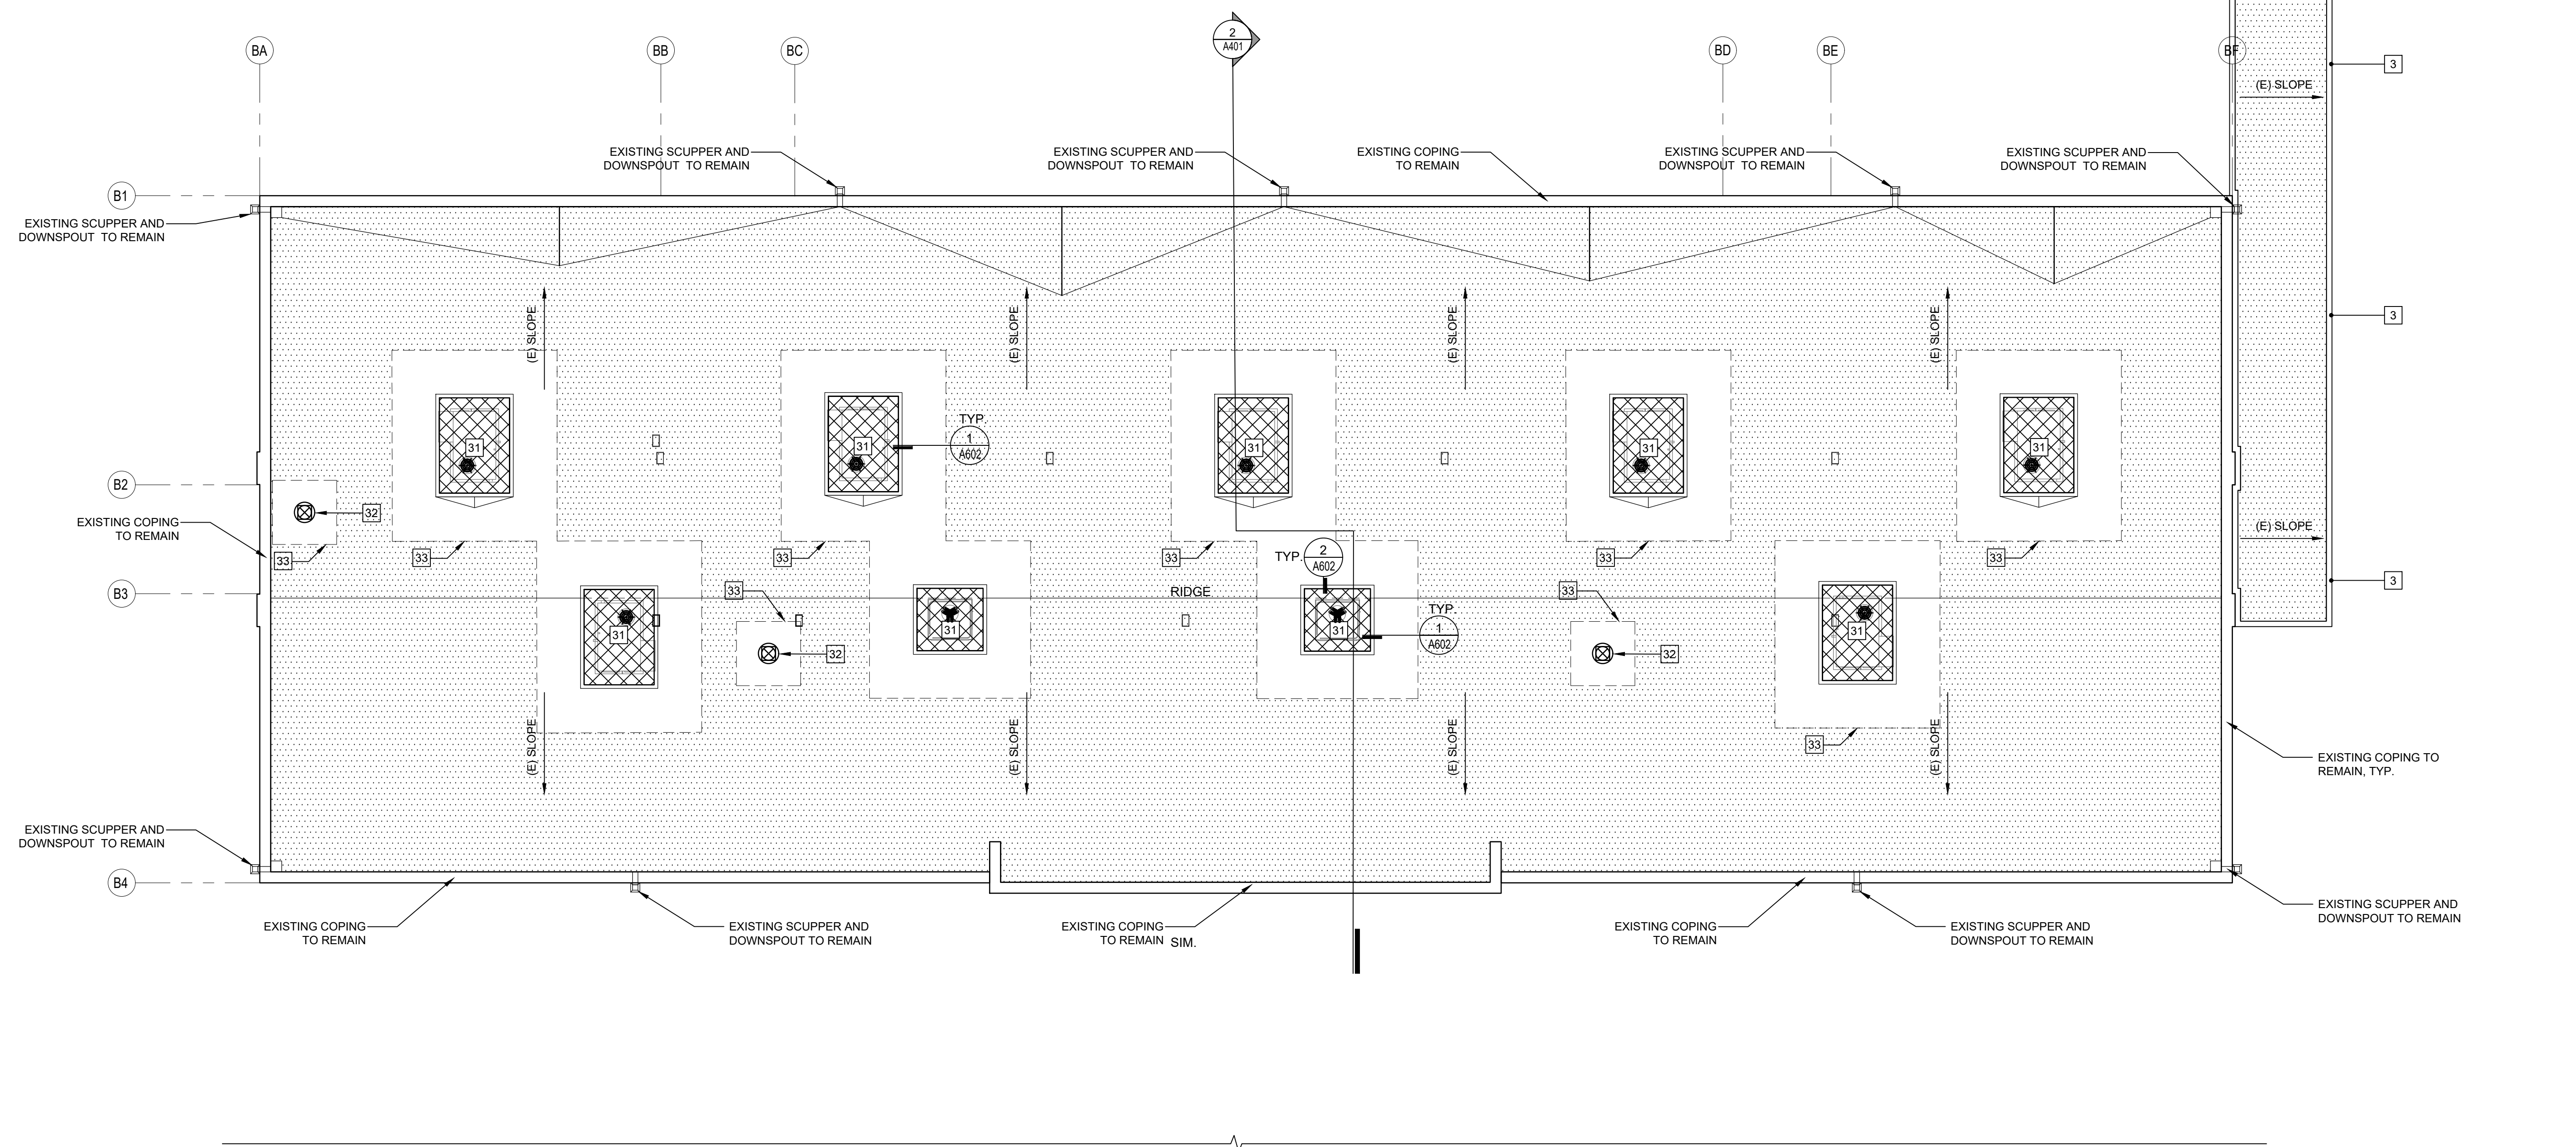 2
A401
BA
BB
BC
BD
BE
BF
3
(E) SLOPE
EXISTING SCUPPER AND
DOWNSPOUT TO REMAIN
EXISTING SCUPPER AND
DOWNSPOUT TO REMAIN
EXISTING COPING
TO REMAIN
EXISTING SCUPPER AND
DOWNSPOUT TO REMAIN
EXISTING SCUPPER AND
DOWNSPOUT TO REMAIN
B1
EXISTING SCUPPER AND
DOWNSPOUT TO REMAIN
(E) SLOPE
(E) SLOPE
(E) SLOPE
(E) SLOPE
3
TYP.
1
A602
31
31
31
31
31
B2
32
EXISTING COPING
TO REMAIN
(E) SLOPE
33
33
33
33
33
33
TYP.
2
A602
3
B3
33
RIDGE
33
TYP.
1
A602
31
31
31
31
32
32
(E) SLOPE
(E) SLOPE
(E) SLOPE
(E) SLOPE
33
EXISTING COPING TO
REMAIN, TYP.
EXISTING SCUPPER AND
DOWNSPOUT TO REMAIN
B4
EXISTING SCUPPER AND
DOWNSPOUT TO REMAIN
EXISTING COPING
TO REMAIN
EXISTING SCUPPER AND
DOWNSPOUT TO REMAIN
EXISTING COPING
TO REMAIN
SIM.
EXISTING COPING
TO REMAIN
EXISTING SCUPPER AND
DOWNSPOUT TO REMAIN